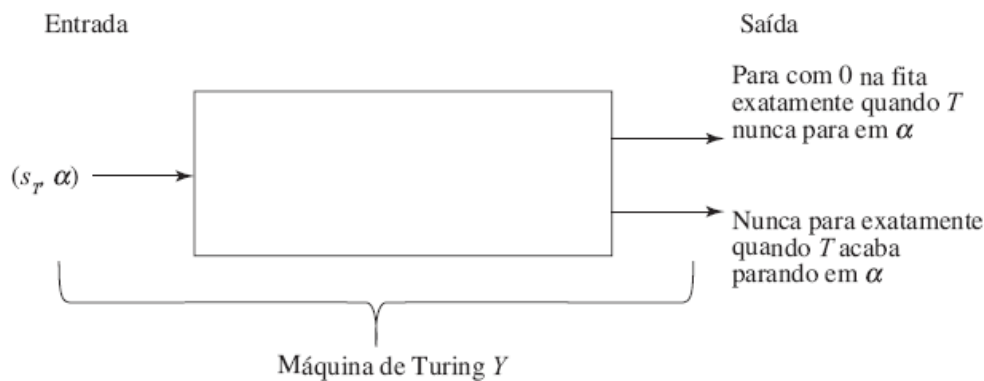 Entrada
Saída
Para com 0 na fita
exatamente quando T
nunca para em α
(s_T, α)
Nunca para exatamente
quando T acaba
parando em α
Máquina de Turing Y